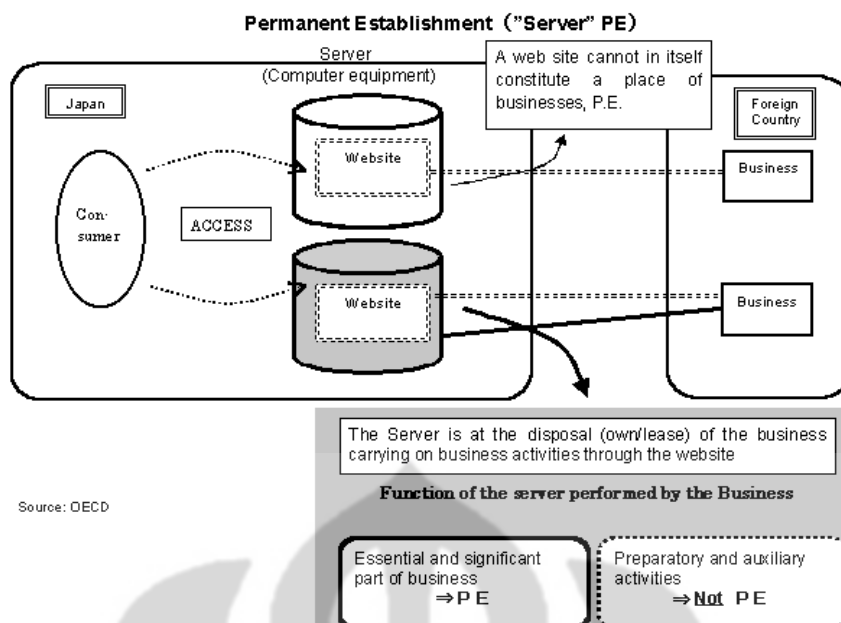 Permanent Establishment ("Server" PE)
Server
(Computer equipment)
A web site cannot in itself
constitute a place of
businesses, P.E.
Japan
Foreign
Country
Website
Business
Con-
sumer
ACCESS
Website
Business
The Server is at the disposal (own/lease) of the business
carrying on business activities through the website
Function of the server performed by the Business
Source: OECD
Essential and significant
part of business
⇒PE
Preparatory and auxiliary
activities
⇒Not PE